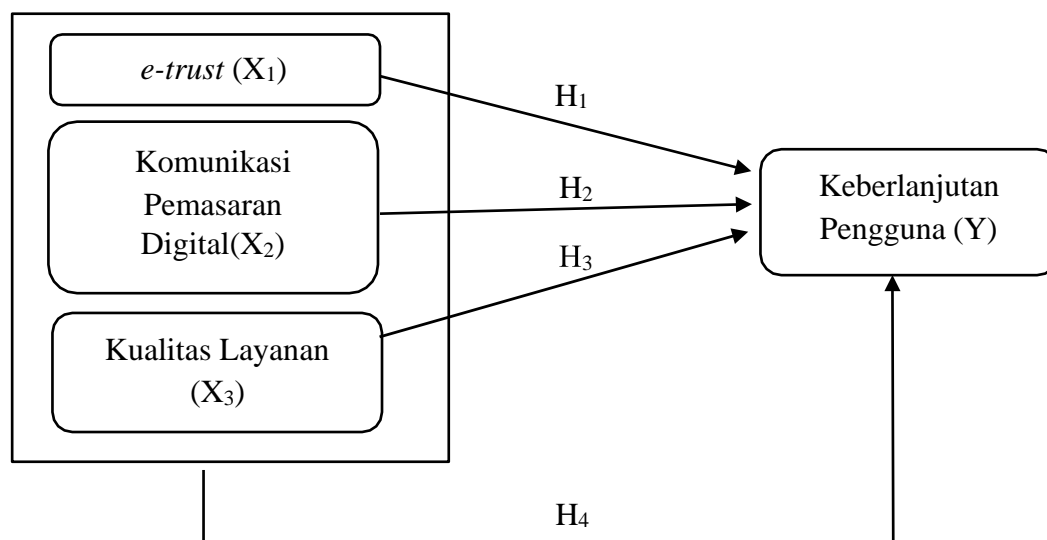 e-trust (X₁)
H₁
Komunikasi
Pemasaran
Digital(X₂)
H₂
Keberlanjutan
Pengguna (Y)
H₃
Kualitas Layanan
(X₃)
H₄